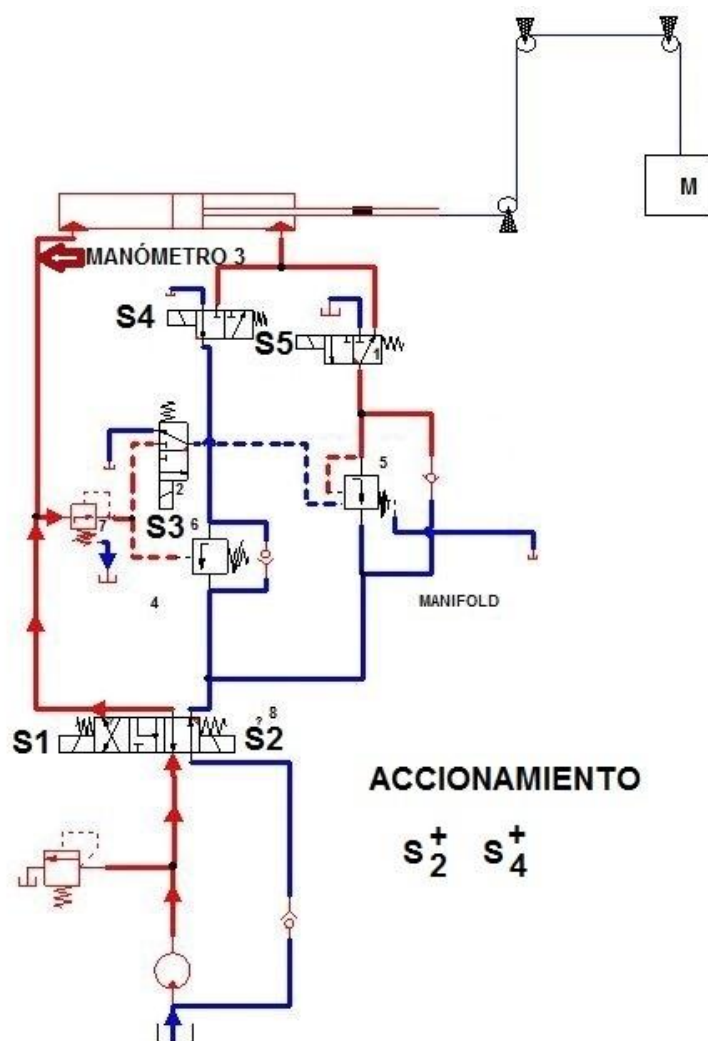 M
MANÓMETRO 3
S4
S5
1
5
2
S3
6
7
4
MANIFOLD
S1
? 8
S2
ACCIONAMIENTO
S2+ S4+